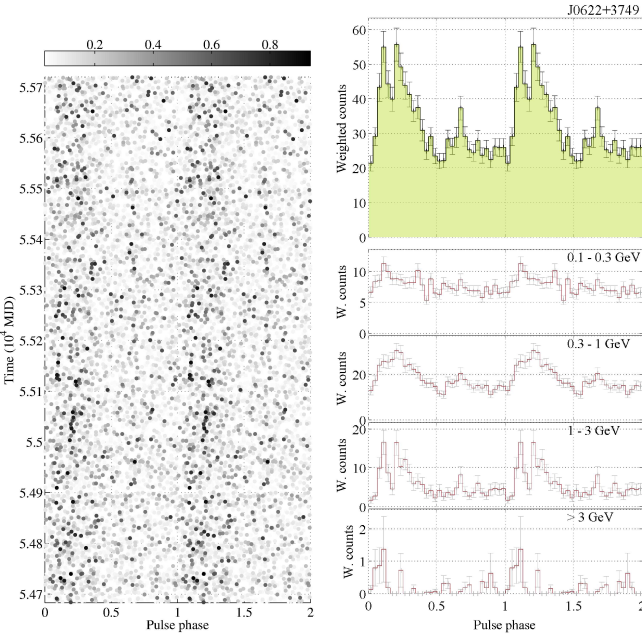 J0622+3749
0.2 0.4 0.6 0.8
5.57
5.56
5.55
5.54
5.53
5.52
5.51
5.5
5.49
5.48
5.47
Time (10⁴ MJD)
0 0.5 1 1.5 2
Pulse phase
60
50
40
30
20
10
0
Weighted counts
0.1 - 0.3 GeV
10
5
0
W. counts
0.3 - 1 GeV
20
0
W. counts
1 - 3 GeV
20
10
0
W. counts
> 3 GeV
2
1
0
W. counts
0 0.5 1 1.5 2
Pulse phase